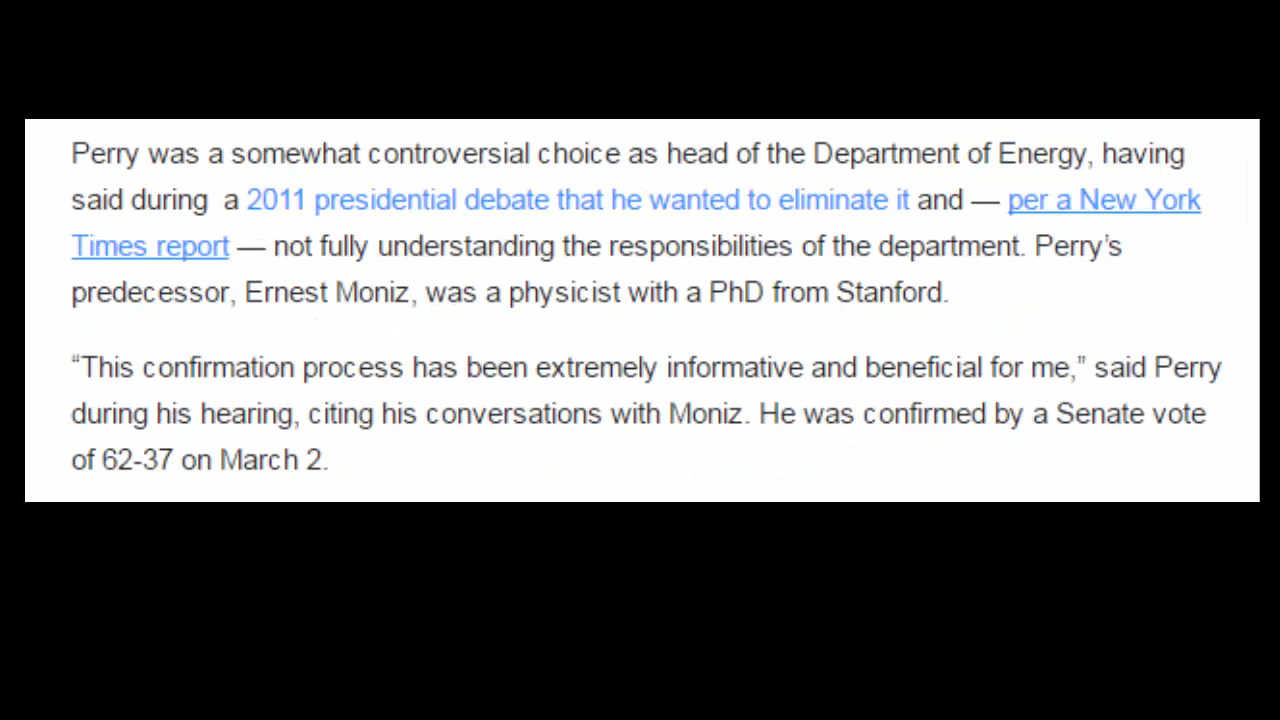 Perry was a somewhat controversial choice as head of the Department of Energy, having
said during  a 2011 presidential debate that he wanted to eliminate it and — per a New York
Times report — not fully understanding the responsibilities of the department. Perry’s
predecessor, Ernest Moniz, was a physicist with a PhD from Stanford.
“This confirmation process has been extremely informative and beneficial for me,” said Perry
during his hearing, citing his conversations with Moniz. He was confirmed by a Senate vote
of 62-37 on March 2.